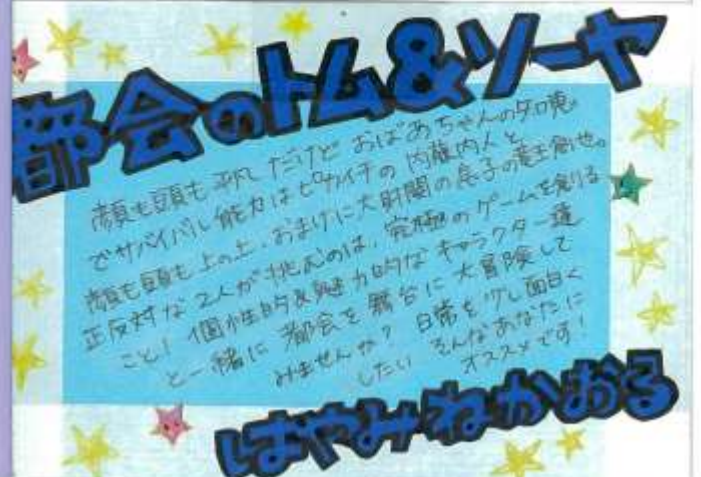 都会のトム&ソーヤ
顔も頭も平凡だけど おばあちゃんの知恵
でサバイバル能力はピカイチの内藤内人と、
顔も頭も上の上、おまけに大財閥の息子の竜王創也。
正反対な2人が挑むのは、究極のゲームを創る
こと! 個性的&魅力的なキャラクター達
と一緒に 都会を舞台に大冒険して
みませんか? 日常を少し面白く
したい そんなあなたに
オススメです!
はやみねかおる